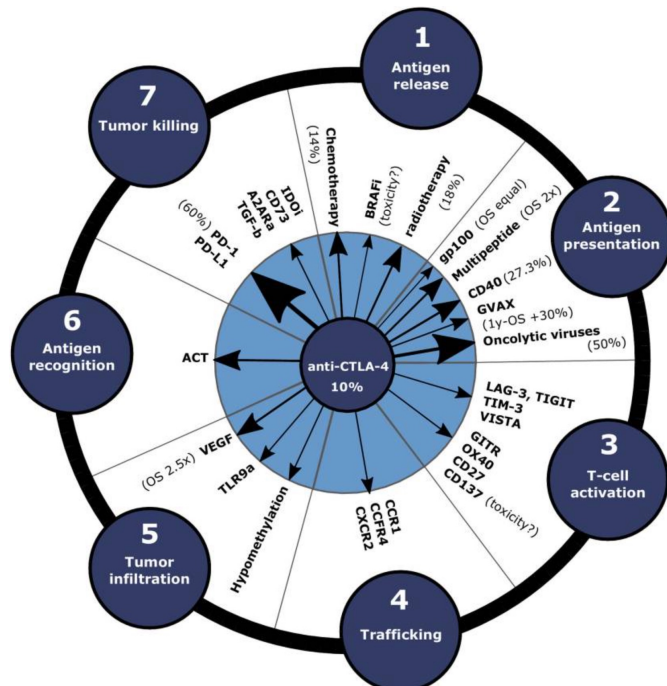 1
Antigen
release
2
Antigen
presentation
3
T-cell
activation
4
Trafficking
5
Tumor
infiltration
6
Antigen
recognition
7
Tumor killing
Chemotherapy
(14%)
BRAFi
(toxicity?)
radiotherapy
(18%)
gp100 (OS equal)
Multipeptide (OS 2x)
CD40 (27.3%)
GVAX
(1y-OS +30%)
Oncolytic viruses
(50%)
LAG-3, TIGIT
TIM-3
VISTA
GITR
OX40
CD27
CD137 (toxicity?)
CCR1
CCFR4
CXCR2
Hypomethylation
TLR9a
(OS 2.5x) VEGF
ACT
(60%) PD-1
PD-L1
IDOi
CD73
A2ARa
TGF-b
anti-CTLA-4
10%